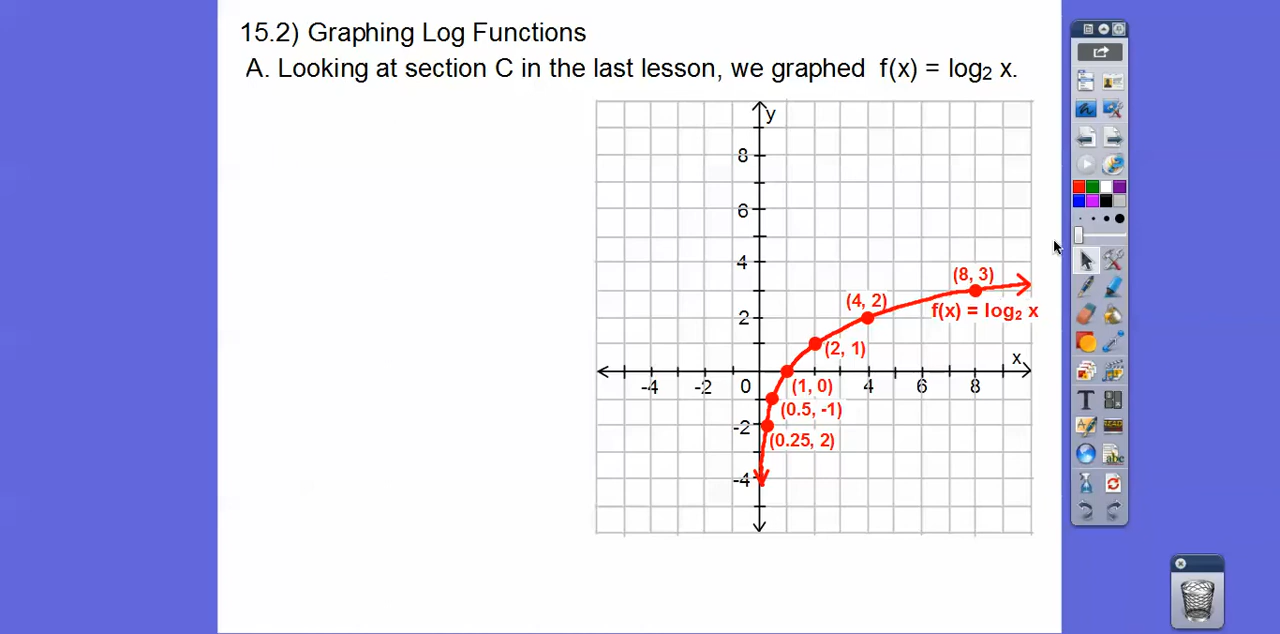 15.2) Graphing Log Functions
A. Looking at section C in the last lesson, we graphed f(x) = log₂ x.
y
8
6
4
(8, 3)
(4, 2)
f(x) = log₂ x
2
(2, 1)
x
-4 -2 0 4 6 8
(1, 0)
(0.5, -1)
-2
(0.25, 2)
-4
T
abc